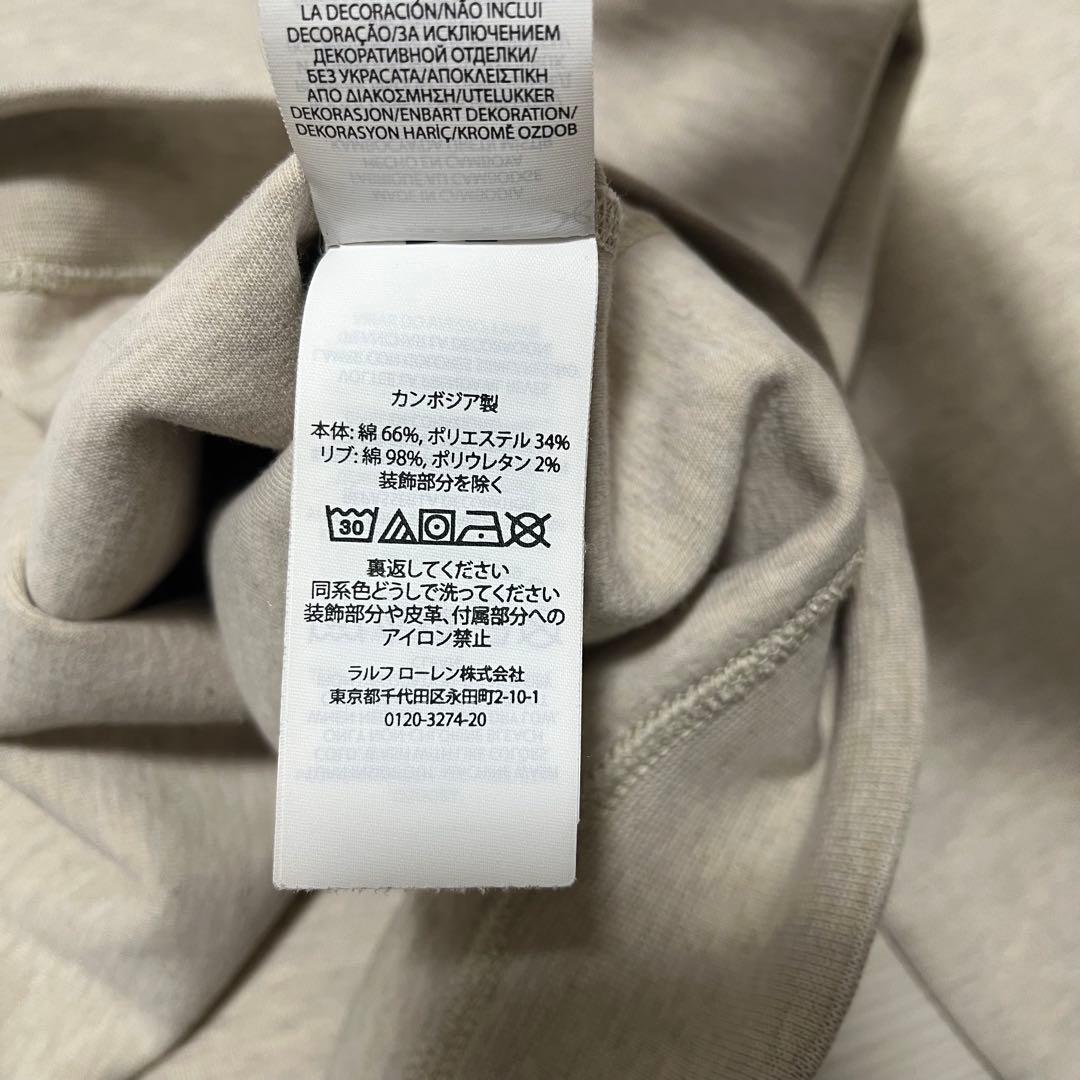 LA DECORACIÓN/NÃO INCLUI
DECORAÇÃO/ЗА ИСКЛЮЧЕНИЕМ
ДЕКОРАТИВНОЙ ОТДЕЛКИ/
БЕЗ УКРАСАТА/ΑΠΟΚΛΕΙΣΤΙΚΗ
ΑΠΟ ΔΙΑΚΟΣΜΗΣΗ/UTELUKKER
DEKORASJON/ENBART DEKORATION/
DEKORASYON HARİÇ/KROMĚ OZDOB
カンボジア製
本体: 綿 66%, ポリエステル 34%
リブ: 綿 98%, ポリウレタン 2%
装飾部分を除く
30
裏返してください
同系色どうしで洗ってください
装飾部分や皮革、付属部分への
アイロン禁止
ラルフ ローレン株式会社
東京都千代田区永田町2-10-1
0120-3274-20